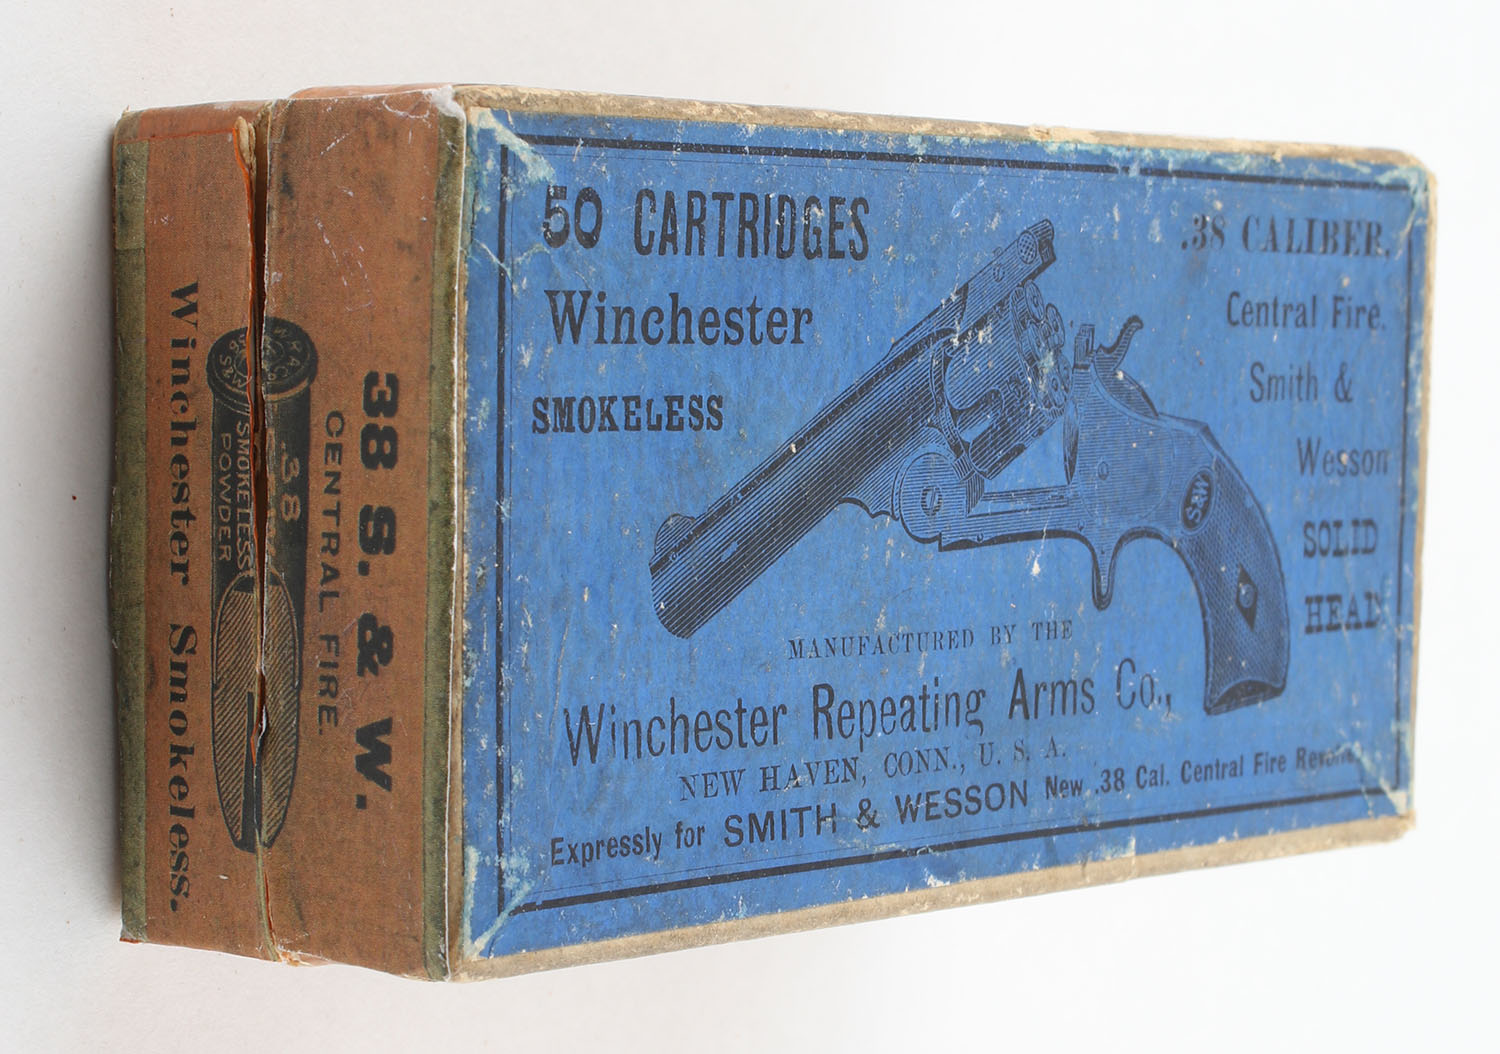 50 CARTRIDGES
Winchester
SMOKELESS
.38 CALIBER.
Central Fire.
Smith &
Wesson
SOLID
HEAD
S&W
MANUFACTURED BY THE
Winchester Repeating Arms Co.,
NEW HAVEN, CONN., U. S. A.
Expressly for SMITH & WESSON New .38 Cal. Central Fire
38 S. & W.
CENTRAL FIRE.
.38
SMOKELESS
POWDER
S&W
Winchester Smokeless.